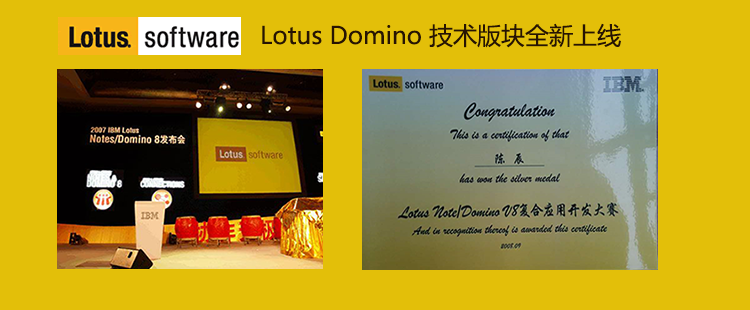 Lotus. software Lotus Domino 技术版块全新上线
2007 IBM Lotus
Notes/Domino 8发布会
Lotus. software
DOMINO 8
CONNECTIONS
IBM
Lotus. software IBM
Congratulation
This is a certification of that
陈辰
has won the silver medal
Lotus Note/Domino V8复合应用开发大赛
And in recognition thereof is awarded this certificate
2008.09